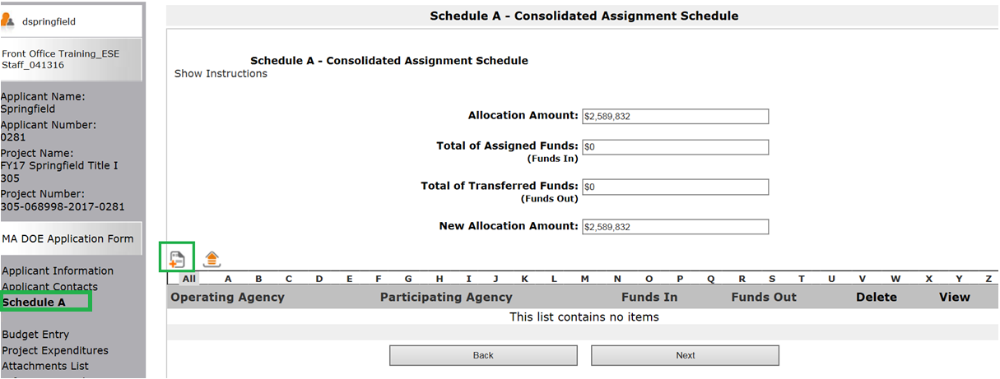 dspringfield
Front Office Training_ESE
Staff_041316
Applicant Name:
Springfield
Applicant Number:
0281
Project Name:
FY17 Springfield Title I
305
Project Number:
305-068998-2017-0281
MA DOE Application Form
Applicant Information
Applicant Contacts
Schedule A
Budget Entry
Project Expenditures
Attachments List
Schedule A - Consolidated Assignment Schedule
Schedule A - Consolidated Assignment Schedule
Show Instructions
Allocation Amount: $2,589,832
Total of Assigned Funds: $0
(Funds In)
Total of Transferred Funds: $0
(Funds Out)
New Allocation Amount: $2,589,832
All A B C D E F G H I J K L M N O P Q R S T U V W X Y Z
Operating Agency Participating Agency Funds In Funds Out Delete View
This list contains no items
Back Next